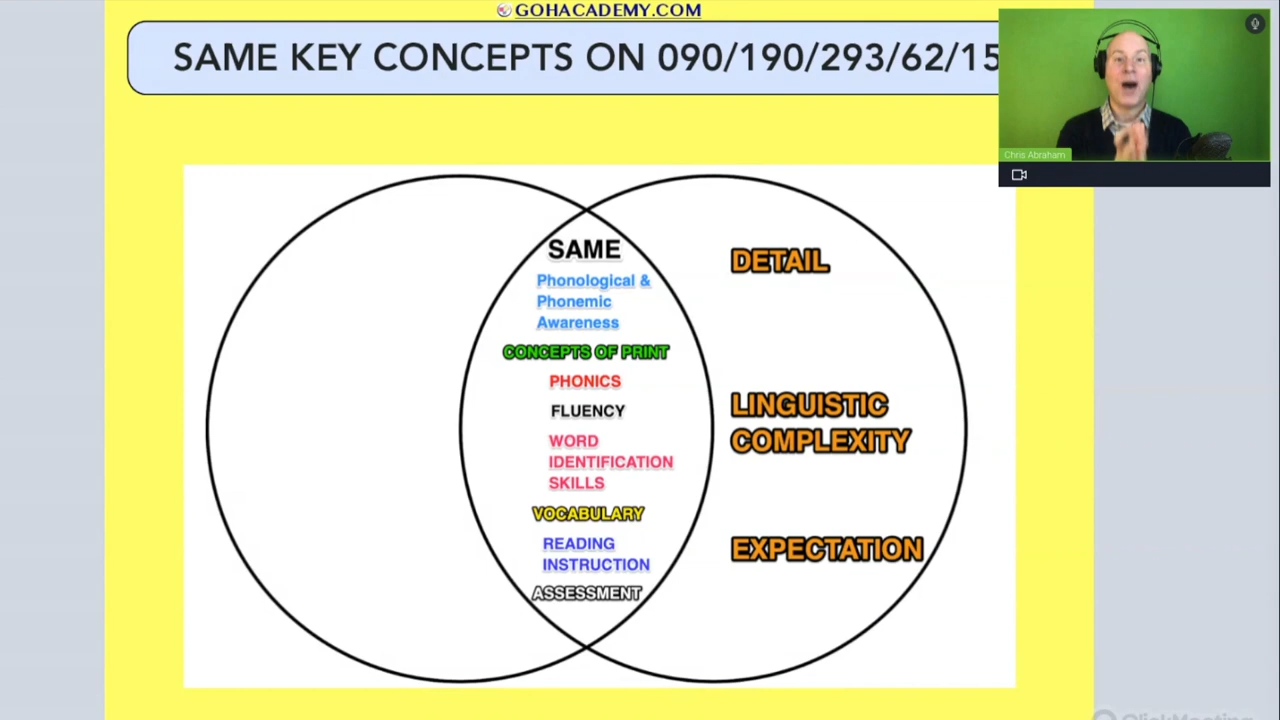 GOHACADEMY.COM
SAME KEY CONCEPTS ON 090/190/293/62/15
Chris Abraham
SAME
Phonological &
Phonemic
Awareness
CONCEPTS OF PRINT
PHONICS
FLUENCY
WORD
IDENTIFICATION
SKILLS
VOCABULARY
READING
INSTRUCTION
ASSESSMENT
DETAIL
LINGUISTIC
COMPLEXITY
EXPECTATION
ClickMeeting